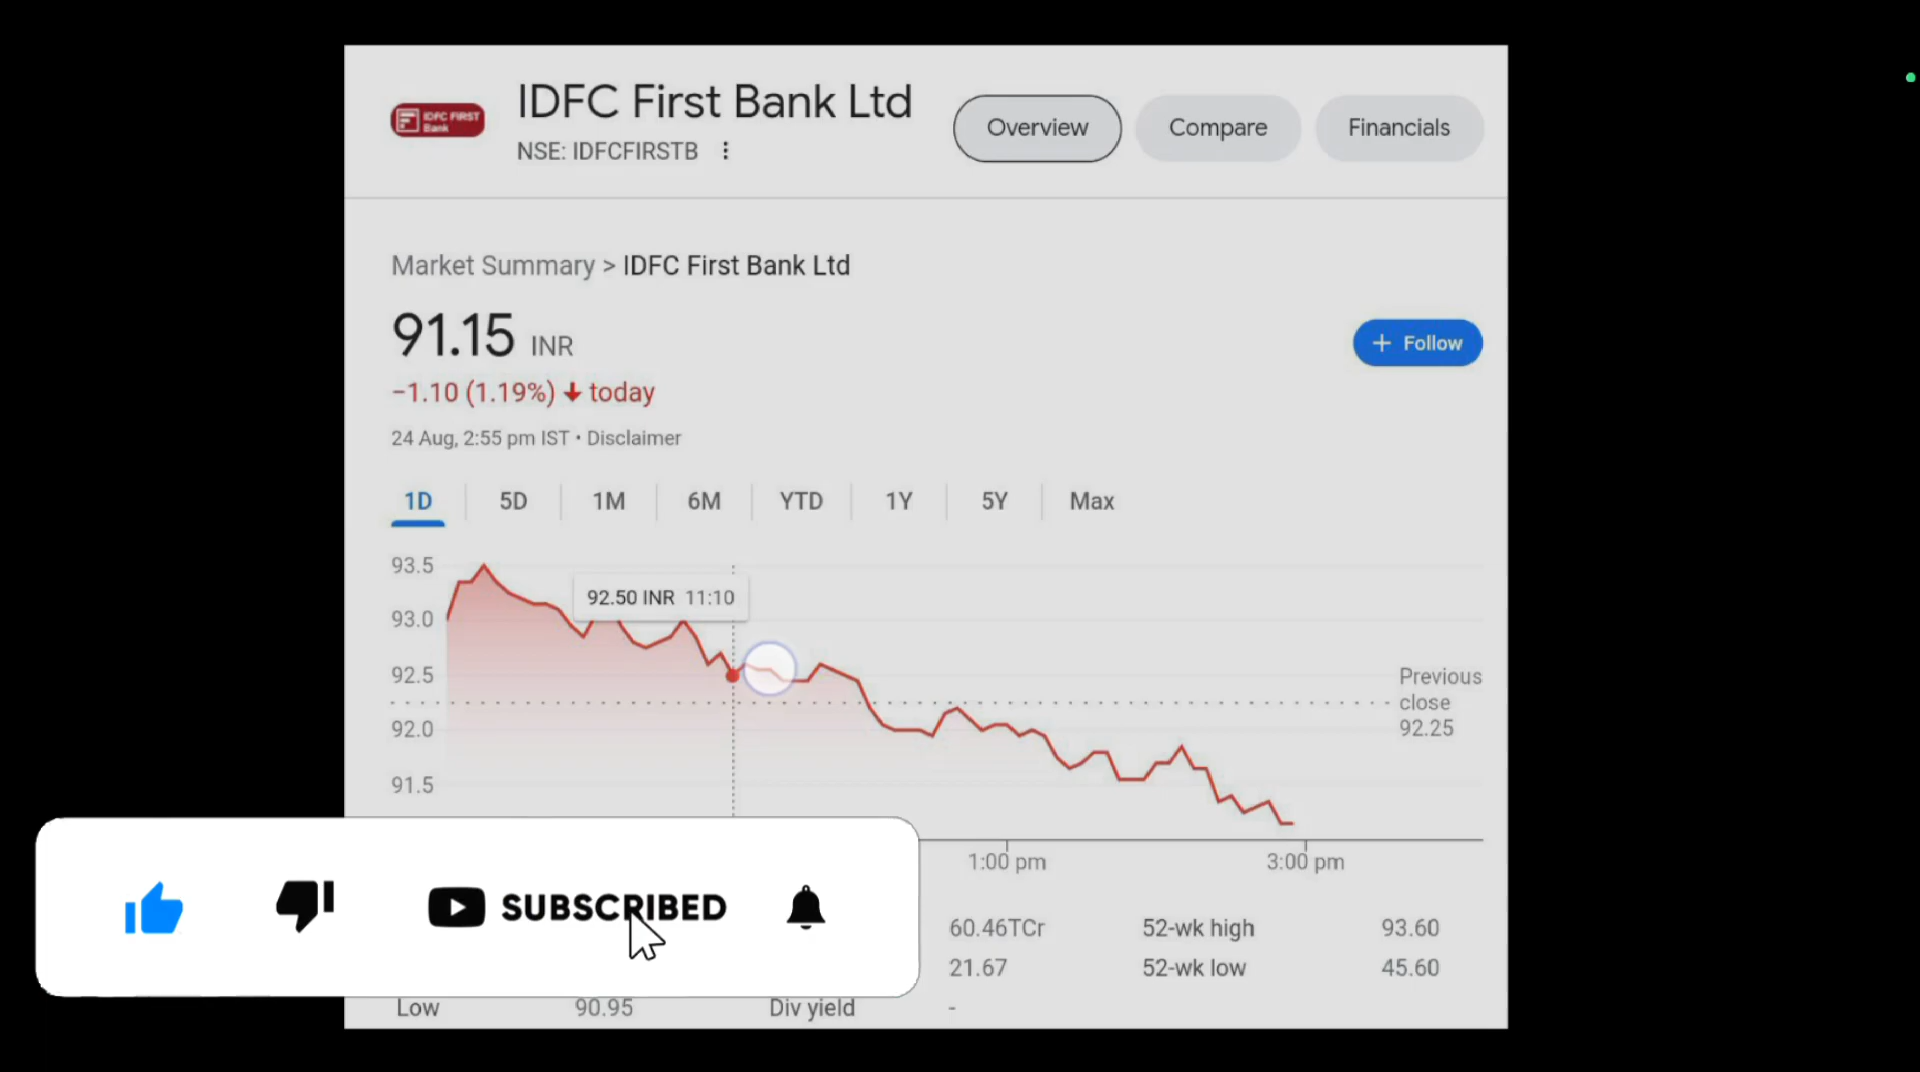 IDFC FIRST
Bank
IDFC First Bank Ltd
NSE: IDFCFIRSTB
Overview
Compare
Financials
Market Summary > IDFC First Bank Ltd
91.15 INR
+ Follow
−1.10 (1.19%) ↓ today
24 Aug, 2:55 pm IST • Disclaimer
1D 5D 1M 6M YTD 1Y 5Y Max
93.5
92.50 INR 11:10
93.0
92.5
Previous
close
92.25
92.0
91.5
1:00 pm 3:00 pm
SUBSCRIBED
60.46TCr 52-wk high 93.60
21.67 52-wk low 45.60
Low 90.95 Div yield -